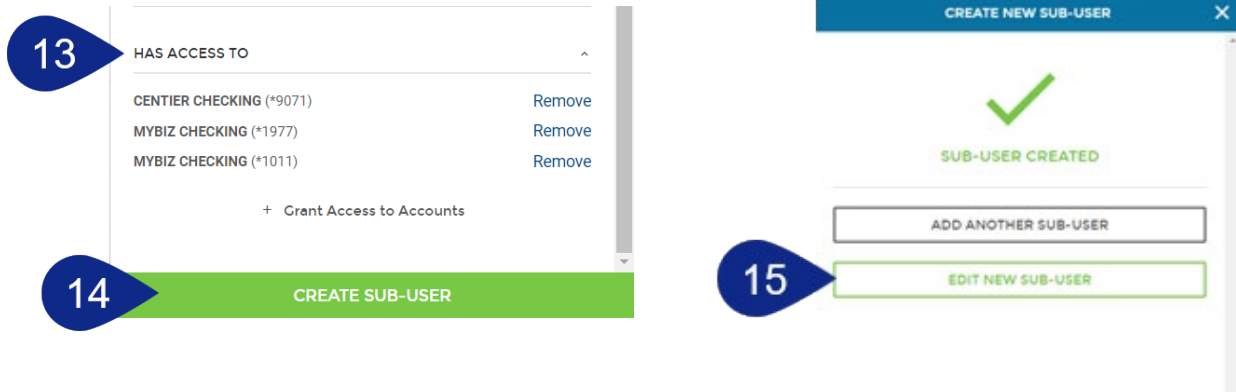 13
HAS ACCESS TO
CENTIER CHECKING (*9071) Remove
MYBIZ CHECKING (*1977) Remove
MYBIZ CHECKING (*1011) Remove
+ Grant Access to Accounts
14
CREATE SUB-USER
CREATE NEW SUB-USER X
SUB-USER CREATED
ADD ANOTHER SUB-USER
15
EDIT NEW SUB-USER